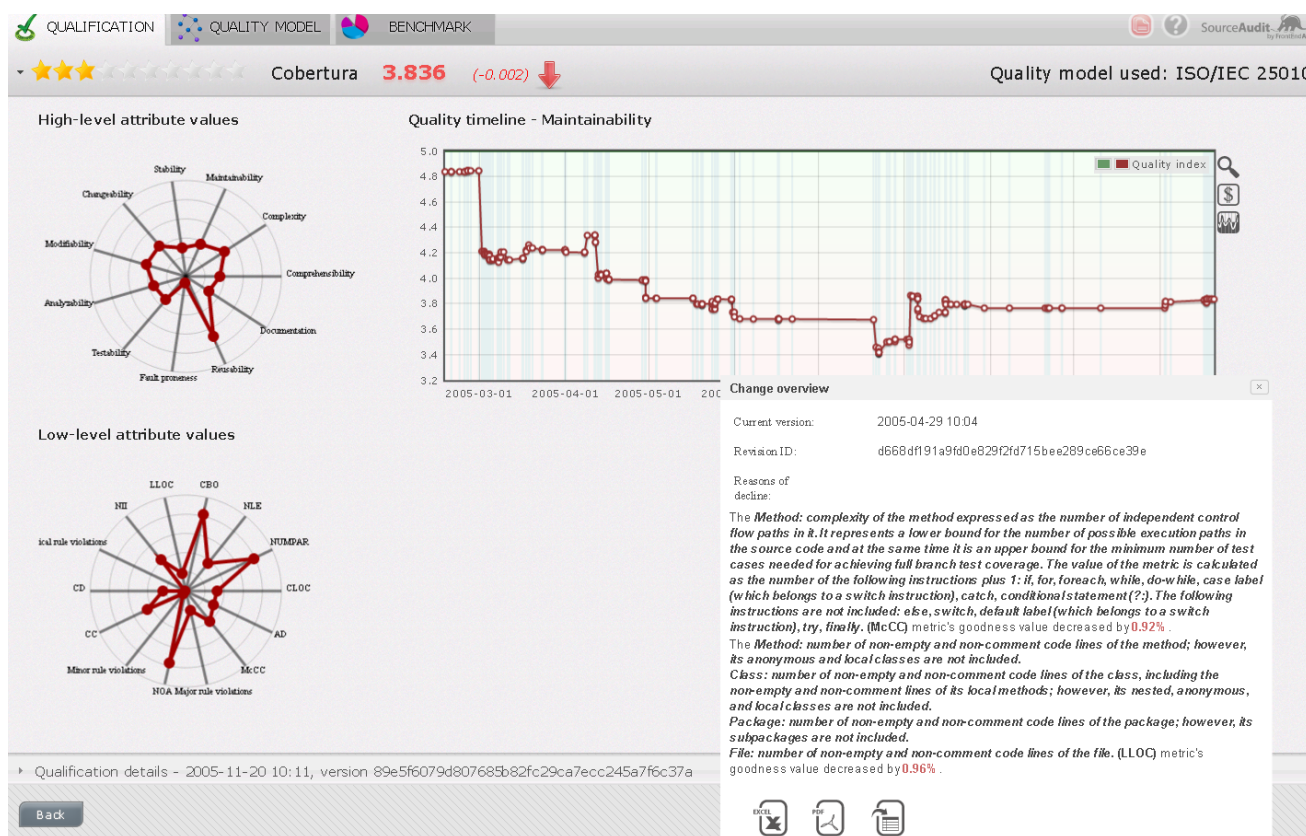 QUALIFICATION
QUALITY MODEL
BENCHMARK
SourceAudit
Cobertura 3.836 (-0.002)
Quality model used: ISO/IEC 25010
High-level attribute values
Stability
Maintainability
Changeability
Complexity
Modifiability
Comprehensibility
Analyzability
Documentation
Testability
Reusability
Fault proneness
Quality timeline - Maintainability
5.0
4.8
4.6
4.4
4.2
4.0
3.8
3.6
3.4
3.2
Quality index
$
2005-03-01 2005-04-01 2005-05-01 200
Low-level attribute values
LLOC CBO
NII NLE
ical rule violations NUMPAR
CD CLOC
CC AD
Minor rule violations McCC
NOA Major rule violations
Change overview
Current version: 2005-04-29 10:04
Revision ID: d668df191a9fd0e829f2fd715bee289ce66ce39e
Reasons of
decline:
The Method: complexity of the method expressed as the number of independent control
flow paths in it. It represents a lower bound for the number of possible execution paths in
the source code and at the same time it is an upper bound for the minimum number of test
cases needed for achieving full branch test coverage. The value of the metric is calculated
as the number of the following instructions plus 1: if, for, foreach, while, do-while, case label
(which belongs to a switch instruction), catch, conditional statement (?:). The following
instructions are not included: else, switch, default label (which belongs to a switch
instruction), try, finally. (McCC) metric's goodness value decreased by 0.92% .
The Method: number of non-empty and non-comment code lines of the method; however,
its anonymous and local classes are not included.
Class: number of non-empty and non-comment code lines of the class, including the
non-empty and non-comment lines of its local methods; however, its nested, anonymous,
and local classes are not included.
Package: number of non-empty and non-comment code lines of the package; however, its
subpackages are not included.
File: number of non-empty and non-comment code lines of the file. (LLOC) metric's
goodness value decreased by 0.96% .
EXCEL
PDF
Qualification details - 2005-11-20 10:11, version 89e5f6079d807685b82fc29ca7ecc245a7f6c37a
Back